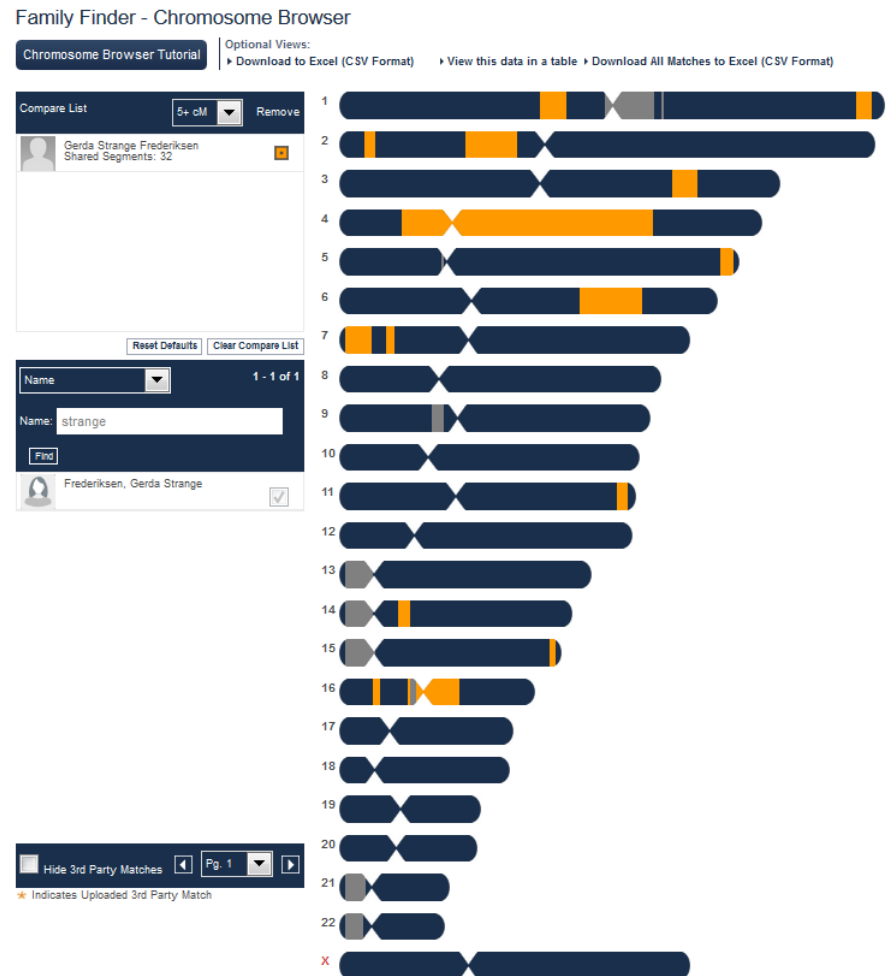 Family Finder - Chromosome Browser
Chromosome Browser Tutorial
Optional Views:
Download to Excel (CSV Format) View this data in a table Download All Matches to Excel (CSV Format)
Compare List 5+ cM Remove
Gerda Strange Frederiksen
Shared Segments: 32
Reset Defaults Clear Compare List
Name 1 - 1 of 1
Name: strange
Find
Frederiksen, Gerda Strange
Hide 3rd Party Matches Pg. 1
* Indicates Uploaded 3rd Party Match
1
2
3
4
5
6
7
8
9
10
11
12
13
14
15
16
17
18
19
20
21
22
X